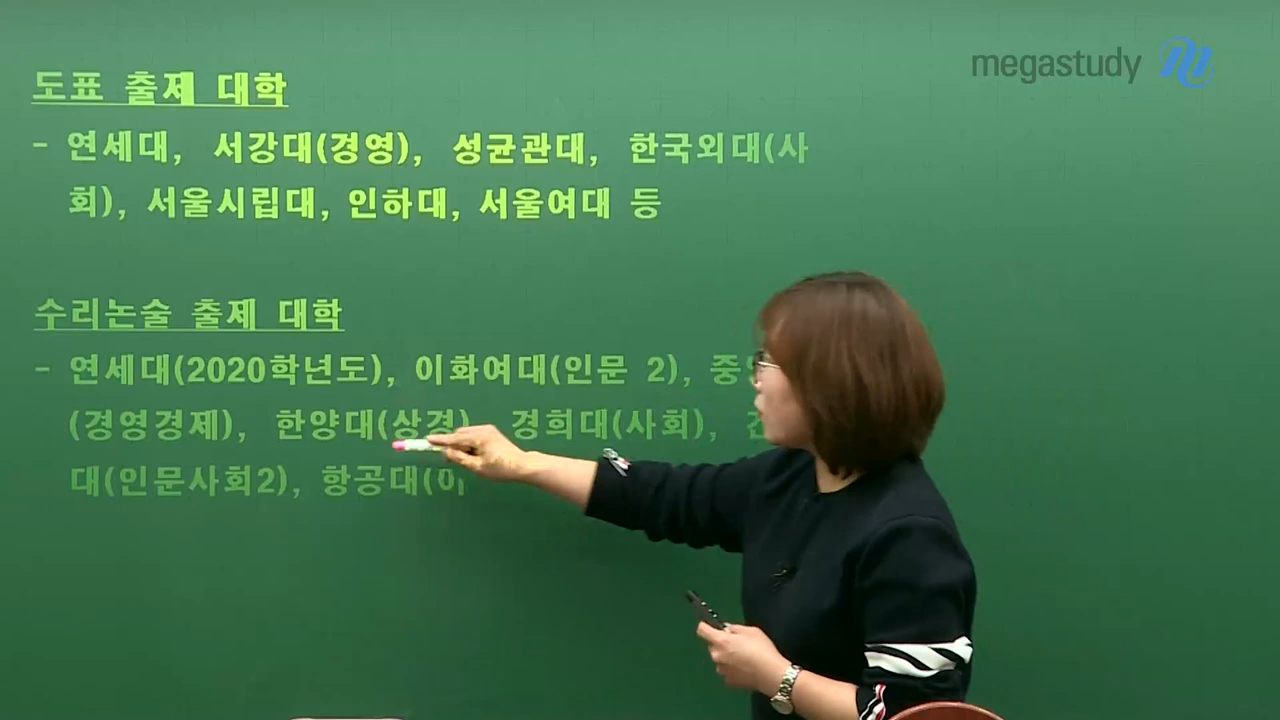 megastudy
도표 출제 대학
- 연세대, 서강대(경영), 성균관대, 한국외대(사
회), 서울시립대, 인하대, 서울여대 등
수리논술 출제 대학
- 연세대(2020학년도), 이화여대(인문 2),
(경영경제), 한양대(상경), 경희대(사회),
대(인문사회2), 항공대(이